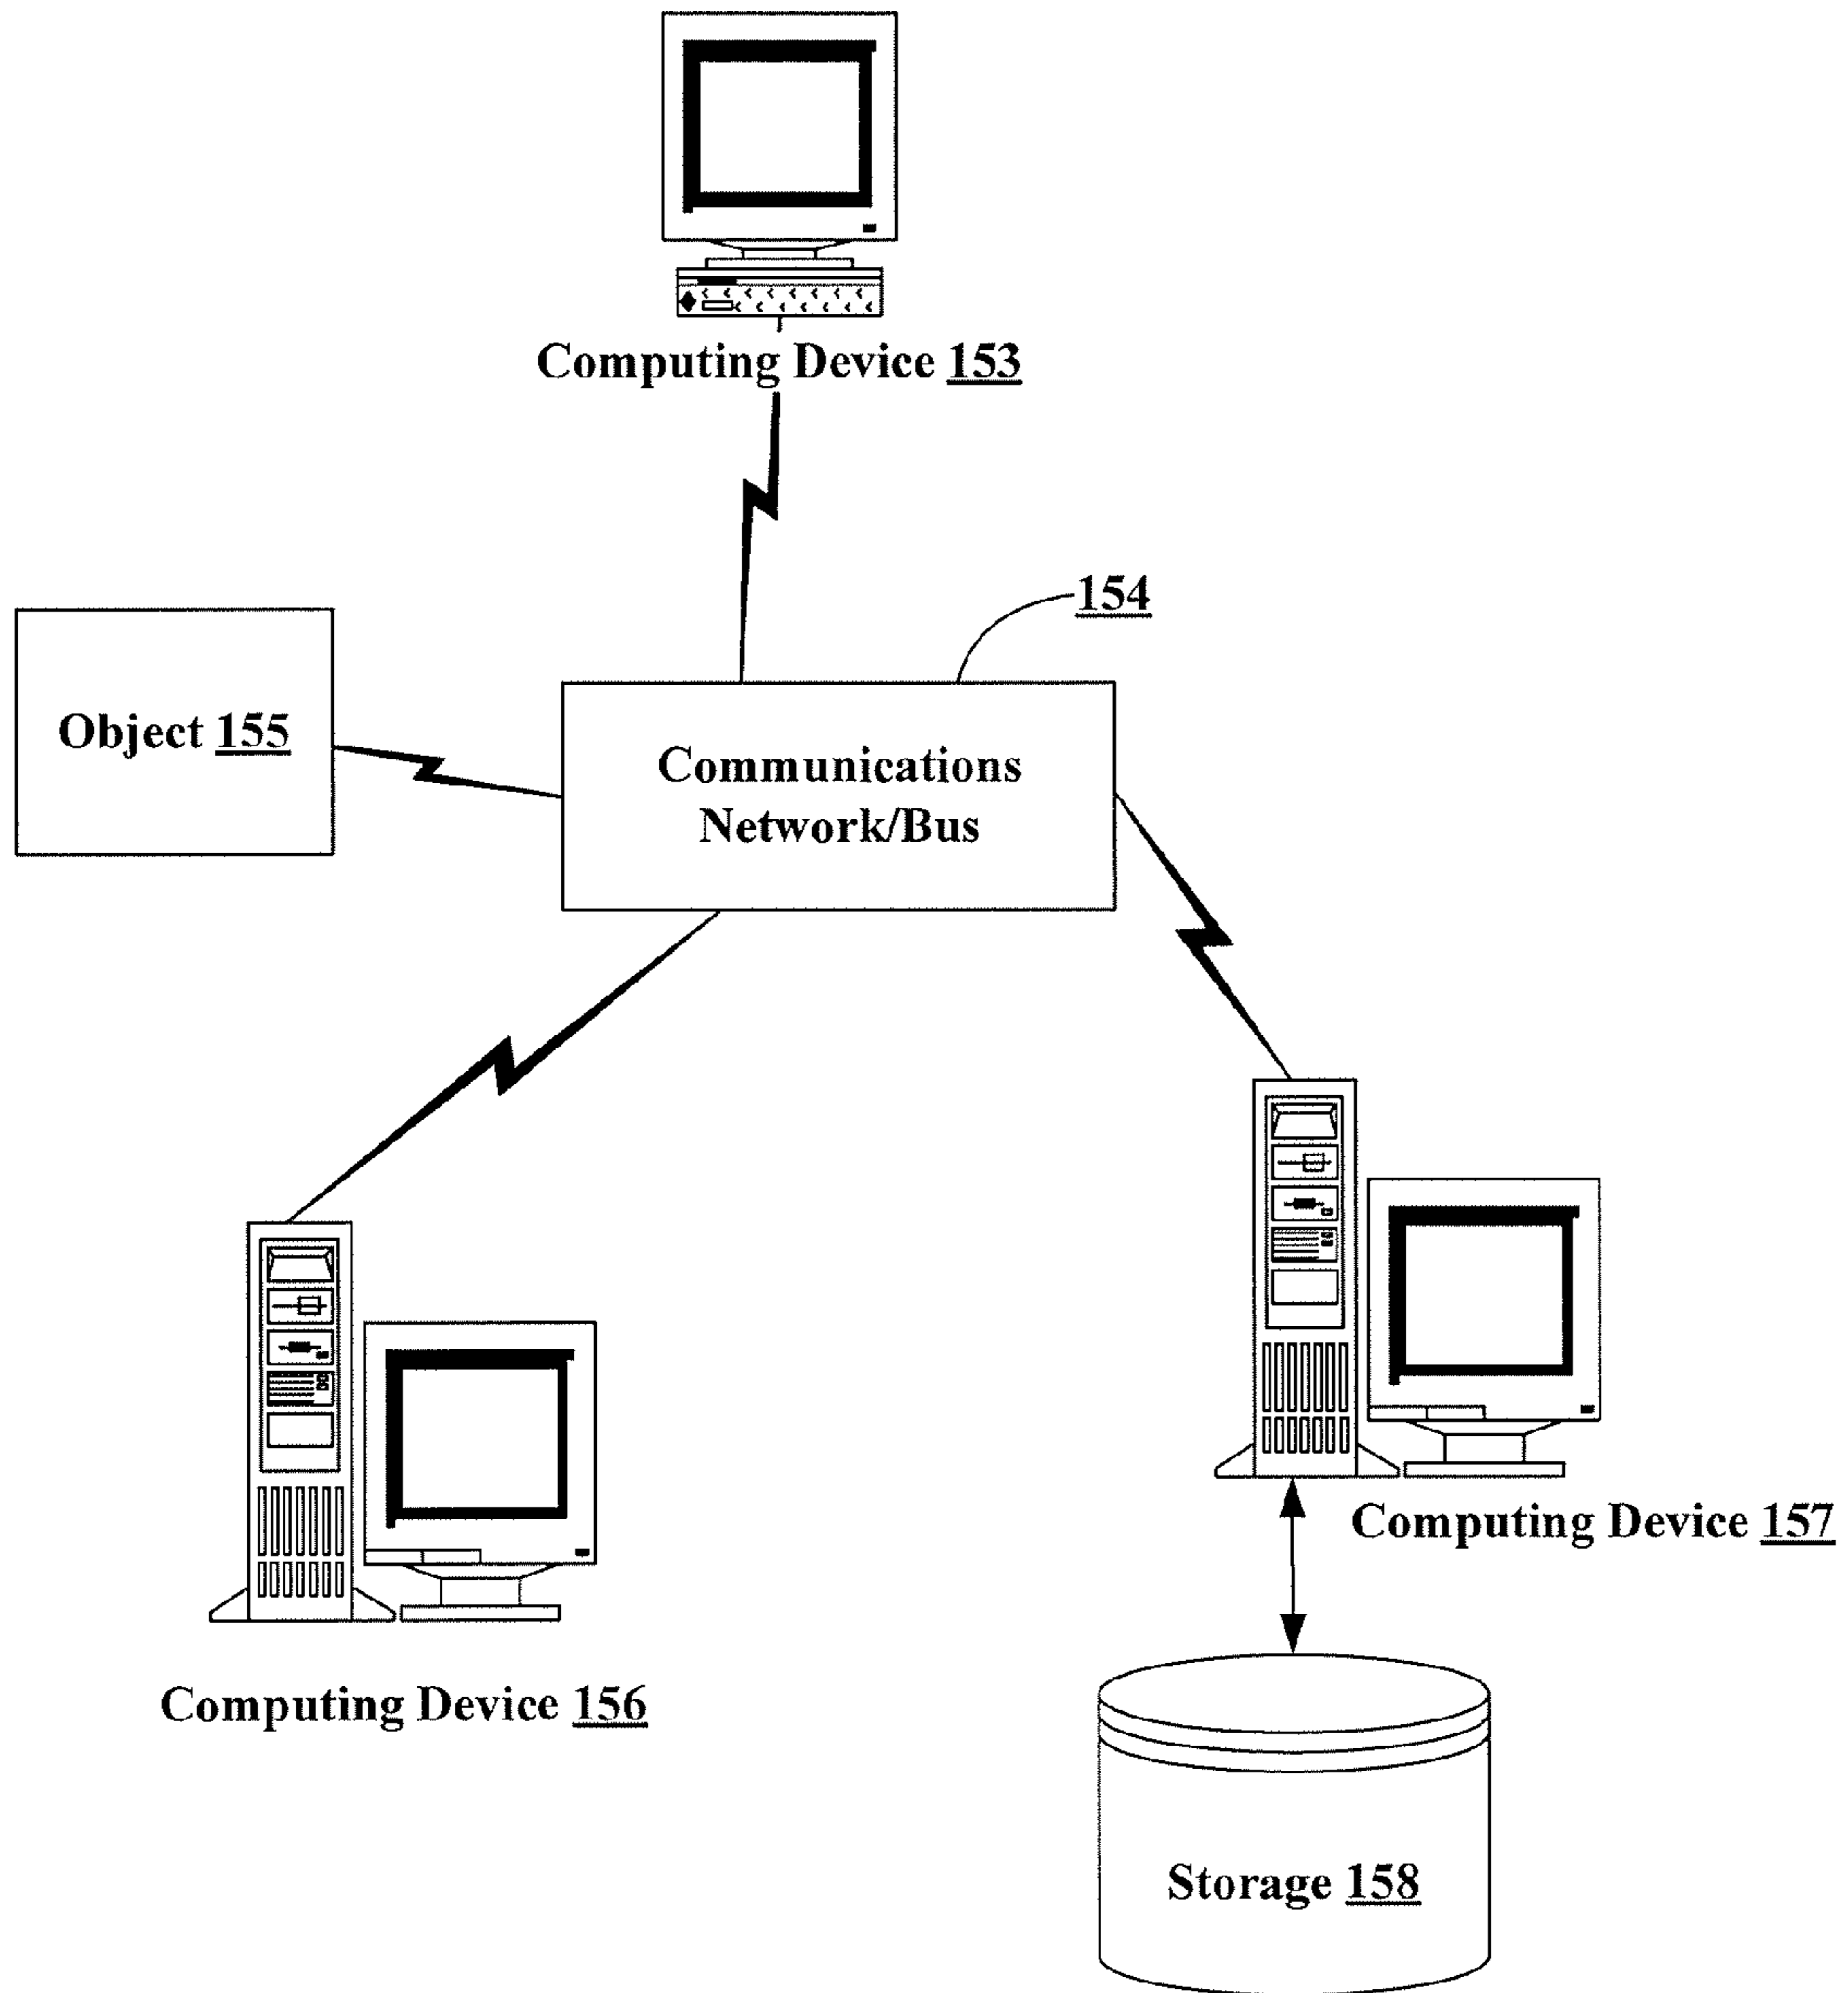 Computing Device 153
154
Object 155
Communications
Network/Bus
Computing Device 157
Computing Device 156
Storage 158